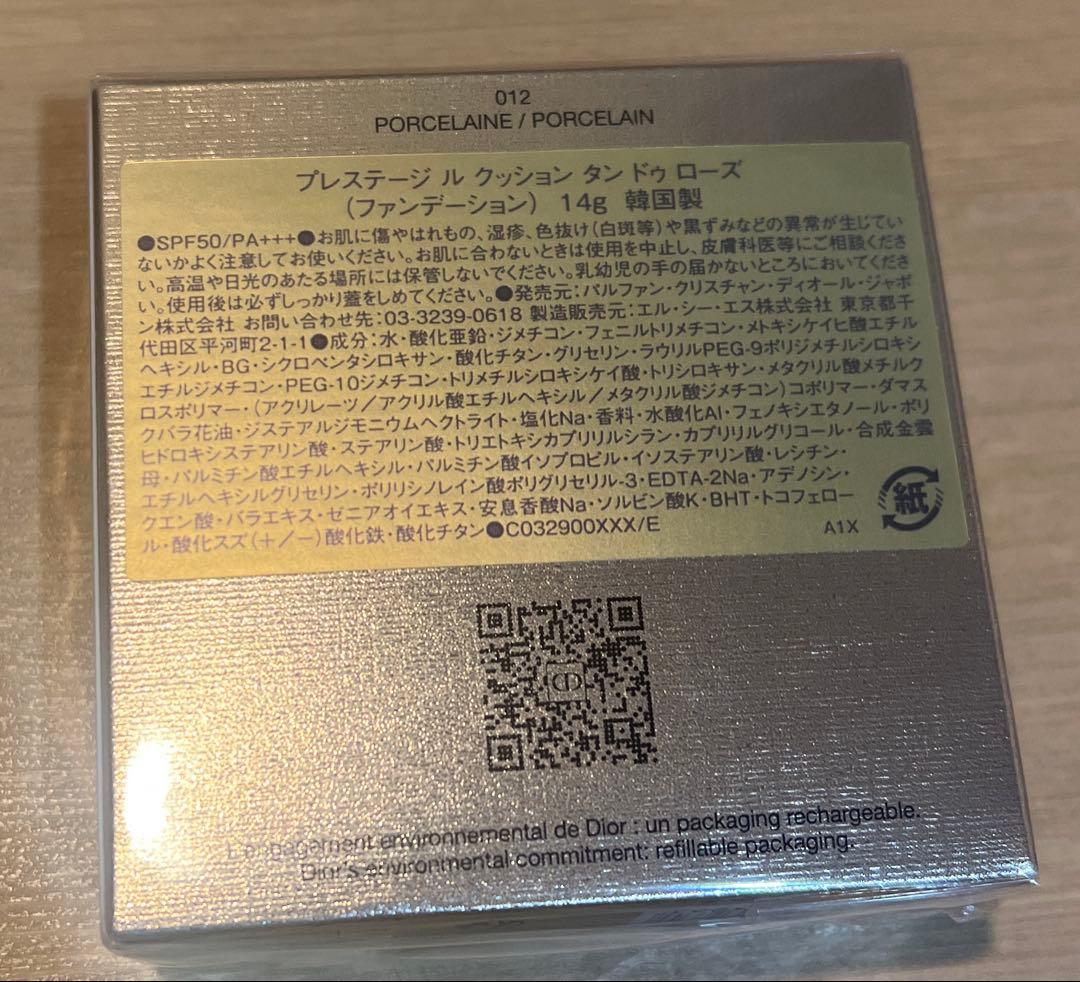 012
PORCELAINE / PORCELAIN
プレステージ ル クッション タン ドゥ ローズ
(ファンデーション) 14g 韓国製
●SPF50/PA+++●お肌に傷やはれもの、湿疹、色抜け(白斑等)や黒ずみなどの異常が生じてい
ないかよく注意してお使いください。お肌に合わないときは使用を中止し、皮膚科医等にご相談くださ
い。高温や日光のあたる場所には保管しないでください。乳幼児の手の届かないところにおいてくださ
い。使用後は必ずしっかり蓋をしめてください。●発売元:パルファン・クリスチャン・ディオール・ジャポ
ン株式会社 お問い合わせ先:03-3239-0618 製造販売元:エル・シー・エス株式会社 東京都千
代田区平河町2-1-1●成分:水・酸化亜鉛・ジメチコン・フェニルトリメチコン・メトキシケイヒ酸エチル
ヘキシル・BG・シクロペンタシロキサン・酸化チタン・グリセリン・ラウリルPEG-9ポリジメチルシロキシ
エチルジメチコン・PEG-10ジメチコン・トリメチルシロキシケイ酸・トリシロキサン・メタクリル酸メチルク
ロスポリマー・(アクリレーツ/アクリル酸エチルヘキシル/メタクリル酸ジメチコン)コポリマー・ダマス
クバラ花油・ジステアルジモニウムヘクトライト・塩化Na・香料・水酸化Al・フェノキシエタノール・ポリ
ヒドロキシステアリン酸・ステアリン酸・トリエトキシカプリリルシラン・カプリリルグリコール・合成金雲
母・パルミチン酸エチルヘキシル・パルミチン酸イソプロピル・イソステアリン酸・レシチン・
エチルヘキシルグリセリン・ポリリシノレイン酸ポリグリセリル-3・EDTA-2Na・アデノシン・
クエン酸・バラエキス・ゼニアオイエキス・安息香酸Na・ソルビン酸K・BHT・トコフェロー
ル・酸化スズ(+/−)酸化鉄・酸化チタン●C032900XXX/E
A1X
紙
L'engagement environnemental de Dior : un packaging rechargeable.
Dior's environmental commitment: refillable packaging.